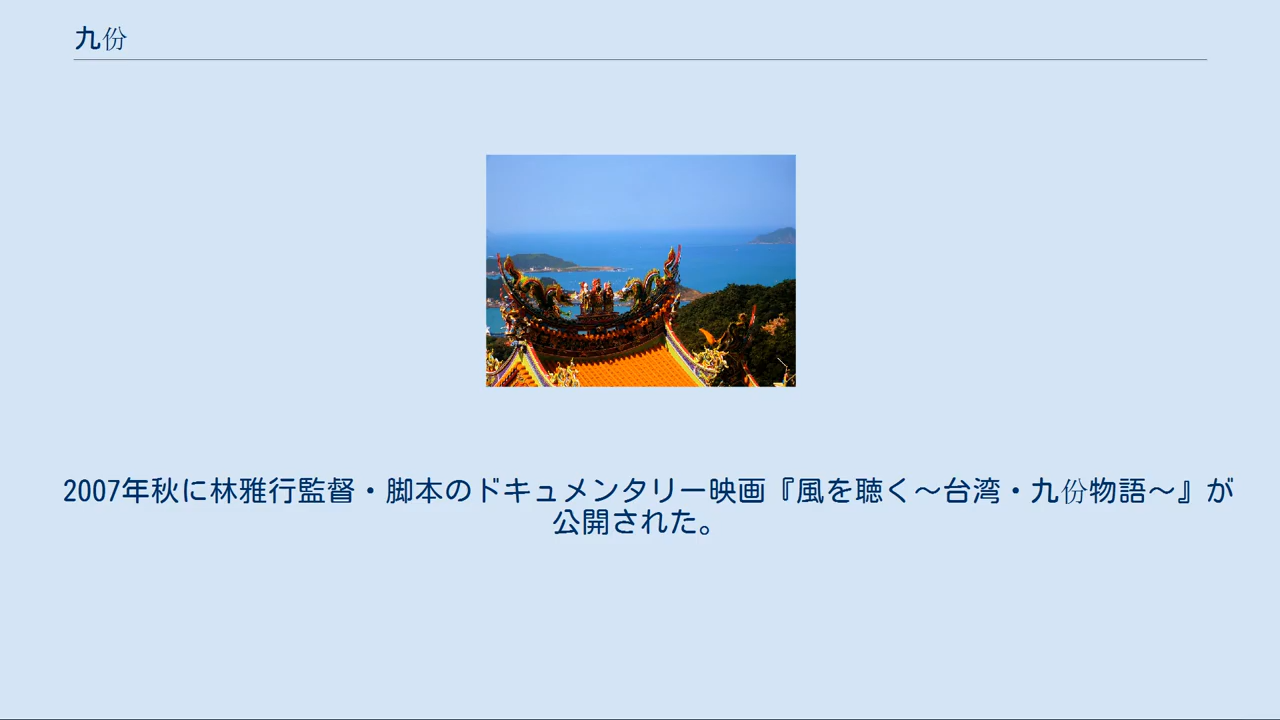 九份
2007年秋に林雅行監督・脚本のドキュメンタリー映画『風を聴く〜台湾・九份物語〜』が
公開された。